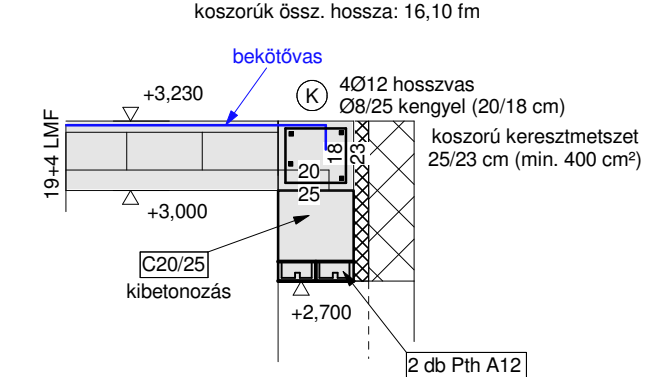 koszorúk össz. hossza: 16,10 fm
bekötővas
+3,230
K
4Ø12 hosszvas
Ø8/25 kengyel (20/18 cm)
koszorú keresztmetszet
25/23 cm (min. 400 cm²)
19+4 LMF
18
23
20
25
+3,000
C20/25
kibetonozás
+2,700
2 db Pth A12